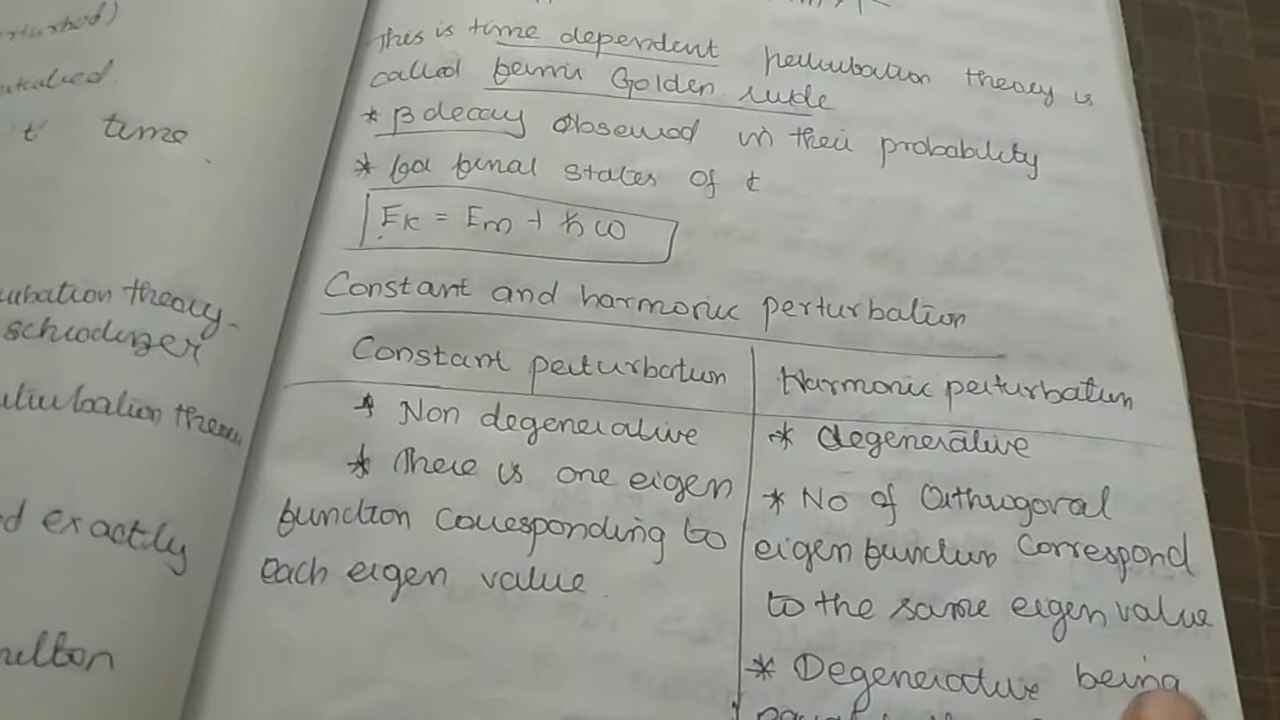 rturbed)
t time
urbation theory-
schrodinger
d exactly
This is time dependent perturbation theory is
called fermi Golden rule
* β decay observed in their probability
* for final states of t
Ek = Em + ħω
Constant and harmonic perturbation
Constant perturbation
* Non degenerative
* There is one eigen
function corresponding to
each eigen value.
Harmonic perturbation
* degenerative
* No of Orthogonal
eigen function correspond
to the same eigen value
* Degenerative being